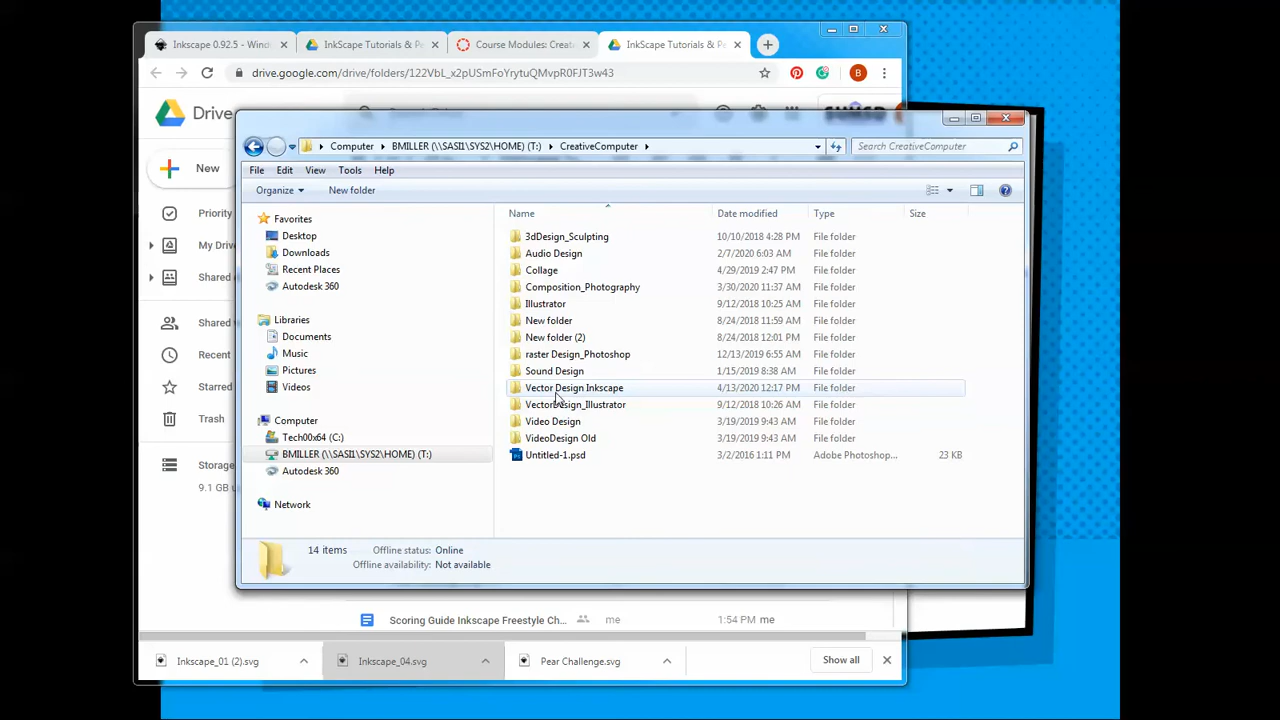 Inkscape 0.92.5 - Wind
InkScape Tutorials & Pe
Course Modules: Creat
InkScape Tutorials & Pe
drive.google.com/drive/folders/122VbL_x2pUSmFoYrytuQMvpR0FJT3w43
B
Drive
Computer
BMILLER (\\SASI1\SYS2\HOME) (T:)
CreativeComputer
Search CreativeComputer
New
File Edit View Tools Help
Organize
New folder
Priority
My Driv
Shared
Shared
Recent
Starred
Trash
Storage
9.1 GB
Favorites
Desktop
Downloads
Recent Places
Autodesk 360
Libraries
Documents
Music
Pictures
Videos
Computer
Tech00x64 (C:)
BMILLER (\\SASI1\SYS2\HOME) (T:)
Autodesk 360
Network
Name Date modified Type Size
3dDesign_Sculpting 10/10/2018 4:28 PM File folder
Audio Design 2/7/2020 6:03 AM File folder
Collage 4/29/2019 2:47 PM File folder
Composition_Photography 3/30/2020 11:37 AM File folder
Illustrator 9/12/2018 10:25 AM File folder
New folder 8/24/2018 11:59 AM File folder
New folder (2) 8/24/2018 12:01 PM File folder
raster Design_Photoshop 12/13/2019 6:55 AM File folder
Sound Design 1/15/2019 8:38 AM File folder
Vector Design Inkscape 4/13/2020 12:17 PM File folder
VectorDesign_Illustrator 9/12/2018 10:26 AM File folder
Video Design 3/19/2019 9:43 AM File folder
VideoDesign Old 3/19/2019 9:43 AM File folder
Untitled-1.psd 3/2/2016 1:11 PM Adobe Photoshop... 23 KB
14 items
Offline status: Online
Offline availability: Not available
Scoring Guide Inkscape Freestyle Ch... me 1:54 PM me
Inkscape_01 (2).svg
Inkscape_04.svg
Pear Challenge.svg
Show all